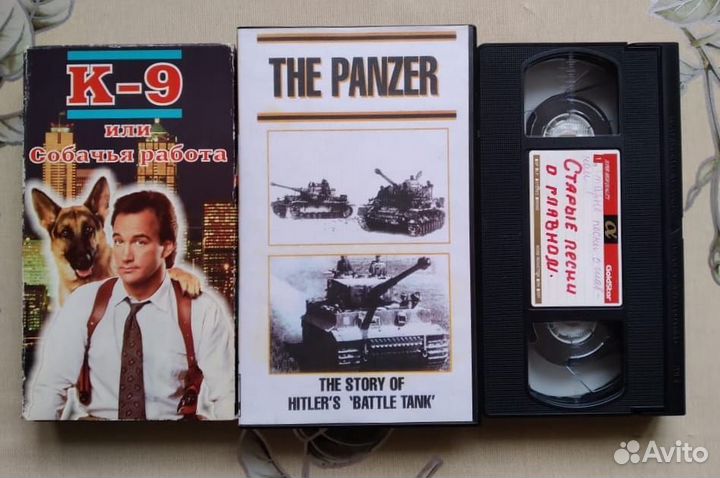 K-9
или
Собачья работа
THE PANZER
THE STORY OF
HITLER'S 'BATTLE TANK'
СТАРЫЕ ПЕСНИ
О ГЛАВНОМ.
GoldStar
Avito